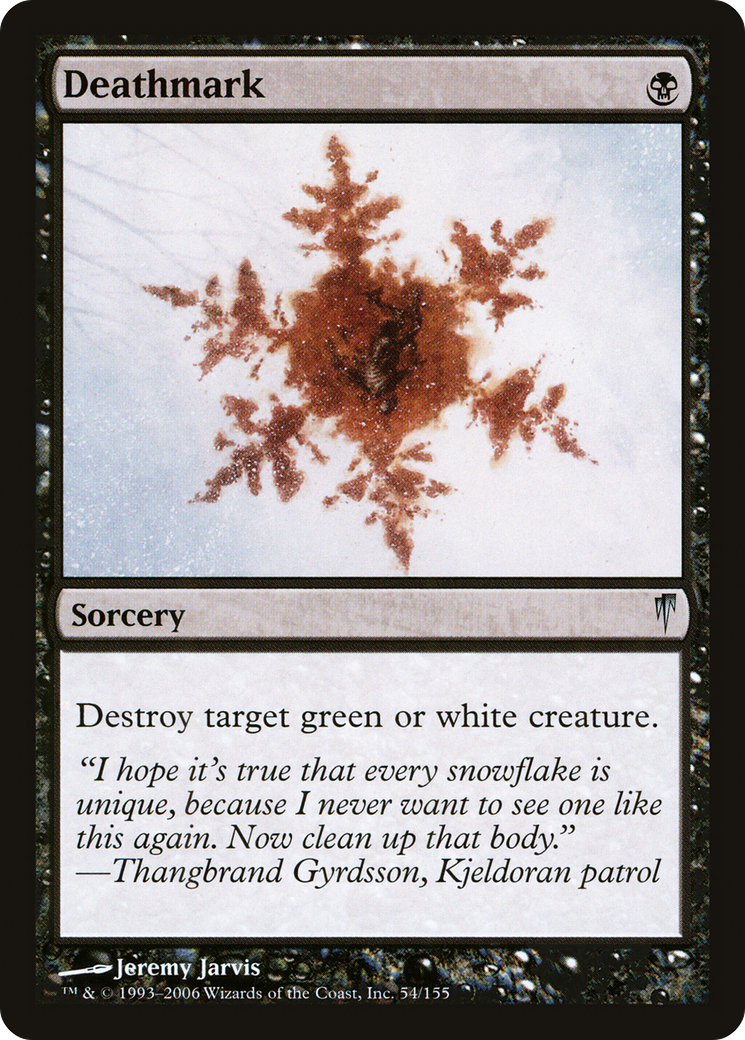 Deathmark
Sorcery
Destroy target green or white creature.
“I hope it’s true that every snowflake is
unique, because I never want to see one like
this again. Now clean up that body.”
—Thangbrand Gyrdsson, Kjeldoran patrol
Jeremy Jarvis
™ & © 1993–2006 Wizards of the Coast, Inc. 54/155